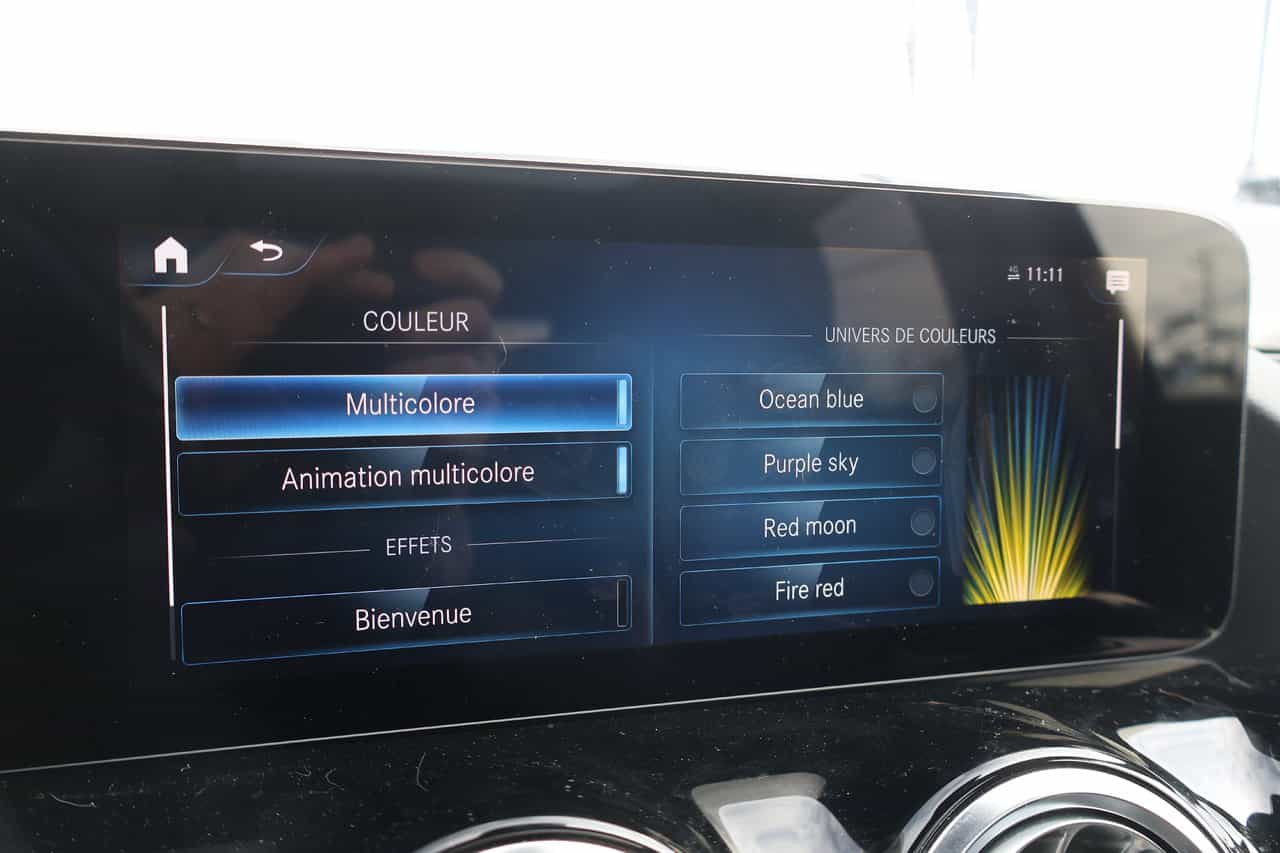 4G 11:11
COULEUR
Multicolore
Animation multicolore
EFFETS
Bienvenue
UNIVERS DE COULEURS
Ocean blue
Purple sky
Red moon
Fire red